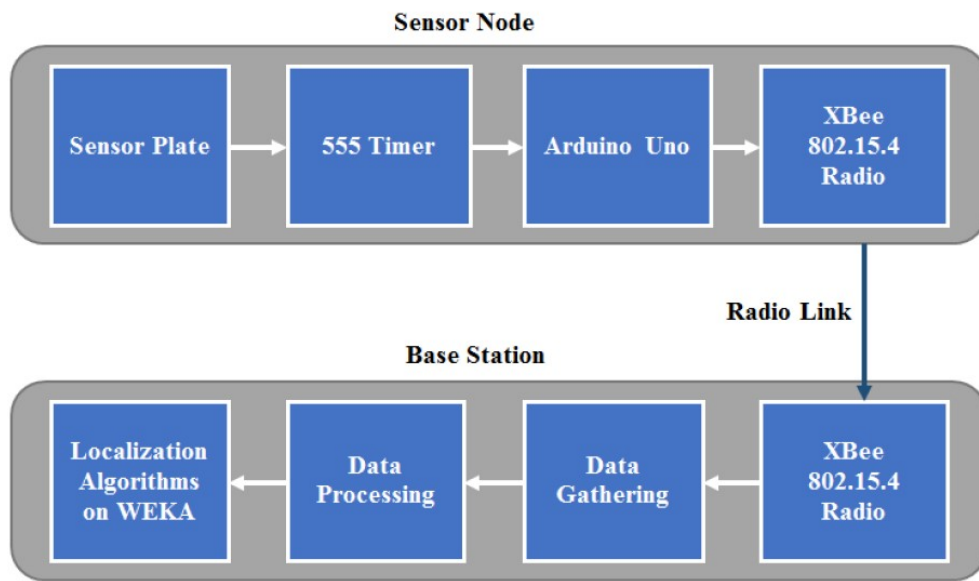 Sensor Node
Sensor Plate
555 Timer
Arduino Uno
XBee
802.15.4
Radio
Radio Link
Base Station
Localization
Algorithms
on WEKA
Data
Processing
Data
Gathering
XBee
802.15.4
Radio